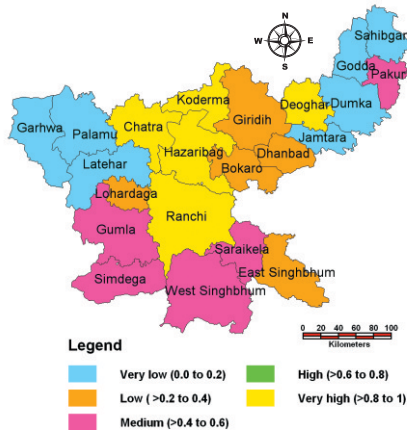 N
W E
S
Sahibganj
Godda
Pakur
Koderma
Deoghar
Dumka
Giridih
Garhwa
Palamu
Chatra
Jamtara
Hazaribag
Dhanbad
Latehar
Bokaro
Lohardaga
Ranchi
Gumla
Saraikela
Simdega
East Singhbhum
West Singhbhum
20 0 20 40 60 80 100
Kilometers
Legend
Very low (0.0 to 0.2)
High (>0.6 to 0.8)
Low ( >0.2 to 0.4)
Very high (>0.8 to 1)
Medium (>0.4 to 0.6)